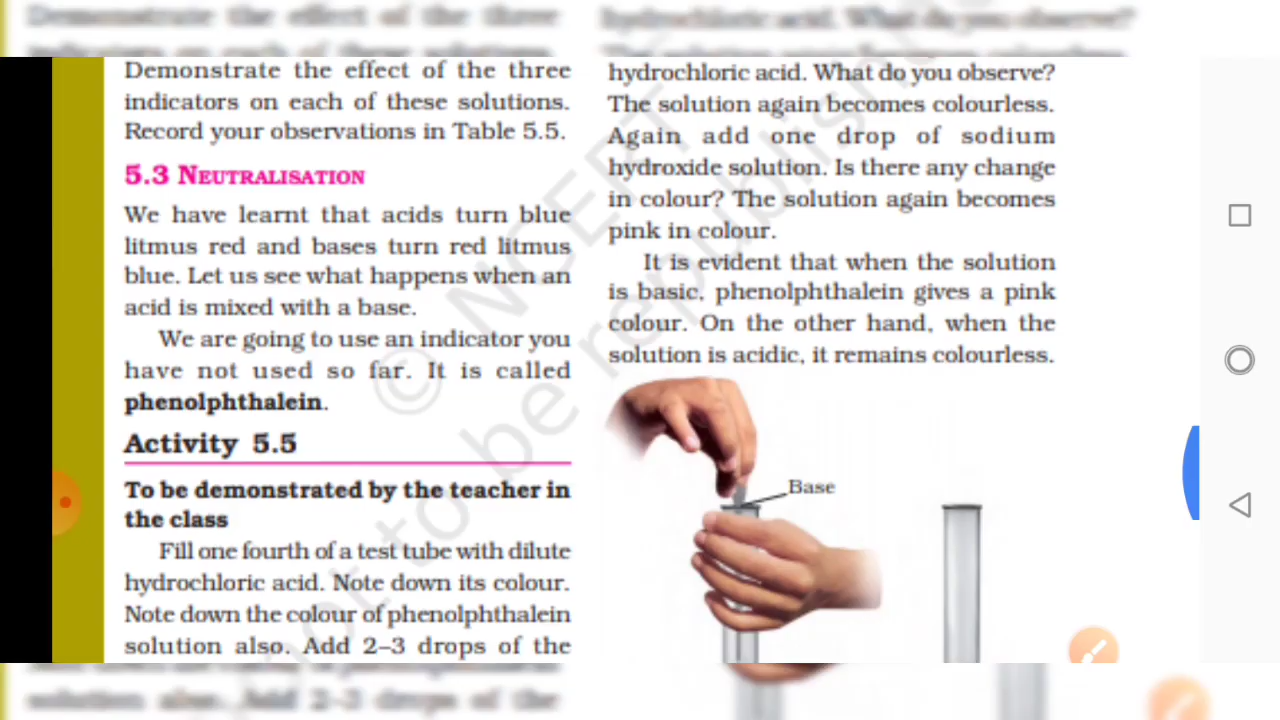 Demonstrate the effect of the three
indicators on each of these solutions.
Record your observations in Table 5.5.
5.3 NEUTRALISATION
We have learnt that acids turn blue
litmus red and bases turn red litmus
blue. Let us see what happens when an
acid is mixed with a base.
We are going to use an indicator you
have not used so far. It is called
phenolphthalein.
Activity 5.5
To be demonstrated by the teacher in
the class
Fill one fourth of a test tube with dilute
hydrochloric acid. Note down its colour.
Note down the colour of phenolphthalein
solution also. Add 2–3 drops of the
hydrochloric acid. What do you observe?
The solution again becomes colourless.
Again add one drop of sodium
hydroxide solution. Is there any change
in colour? The solution again becomes
pink in colour.
It is evident that when the solution
is basic, phenolphthalein gives a pink
colour. On the other hand, when the
solution is acidic, it remains colourless.
Base
© NCERT
not to be republished